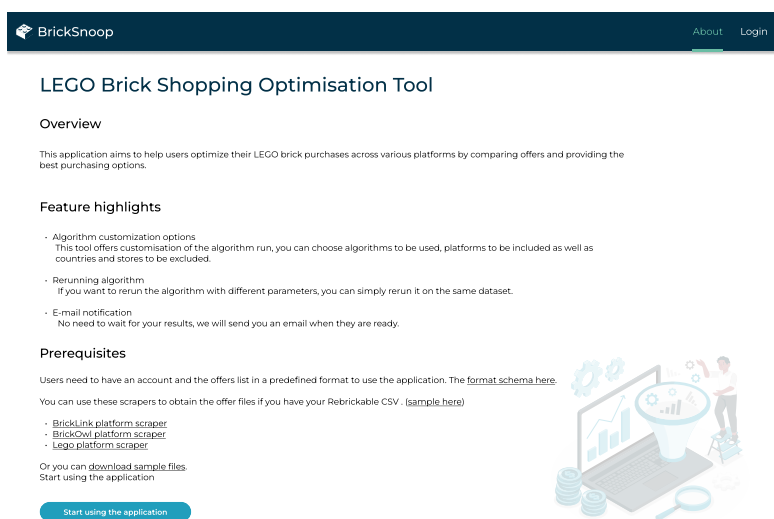 BrickSnoop
About
Login
LEGO Brick Shopping Optimisation Tool
Overview
This application aims to help users optimize their LEGO brick purchases across various platforms by comparing offers and providing the
best purchasing options.
Feature highlights
• Algorithm customization options
This tool offers customisation of the algorithm run, you can choose algorithms to be used, platforms to be included as well as
countries and stores to be excluded.
• Rerunning algorithm
If you want to rerun the algorithm with different parameters, you can simply rerun it on the same dataset.
• E-mail notification
No need to wait for your results, we will send you an email when they are ready.
Prerequisites
Users need to have an account and the offers list in a predefined format to use the application. The format schema here.
You can use these scrapers to obtain the offer files if you have your Rebrickable CSV . (sample here)
• BrickLink platform scraper
• BrickOwl platform scraper
• Lego platform scraper
Or you can download sample files.
Start using the application
Start using the application